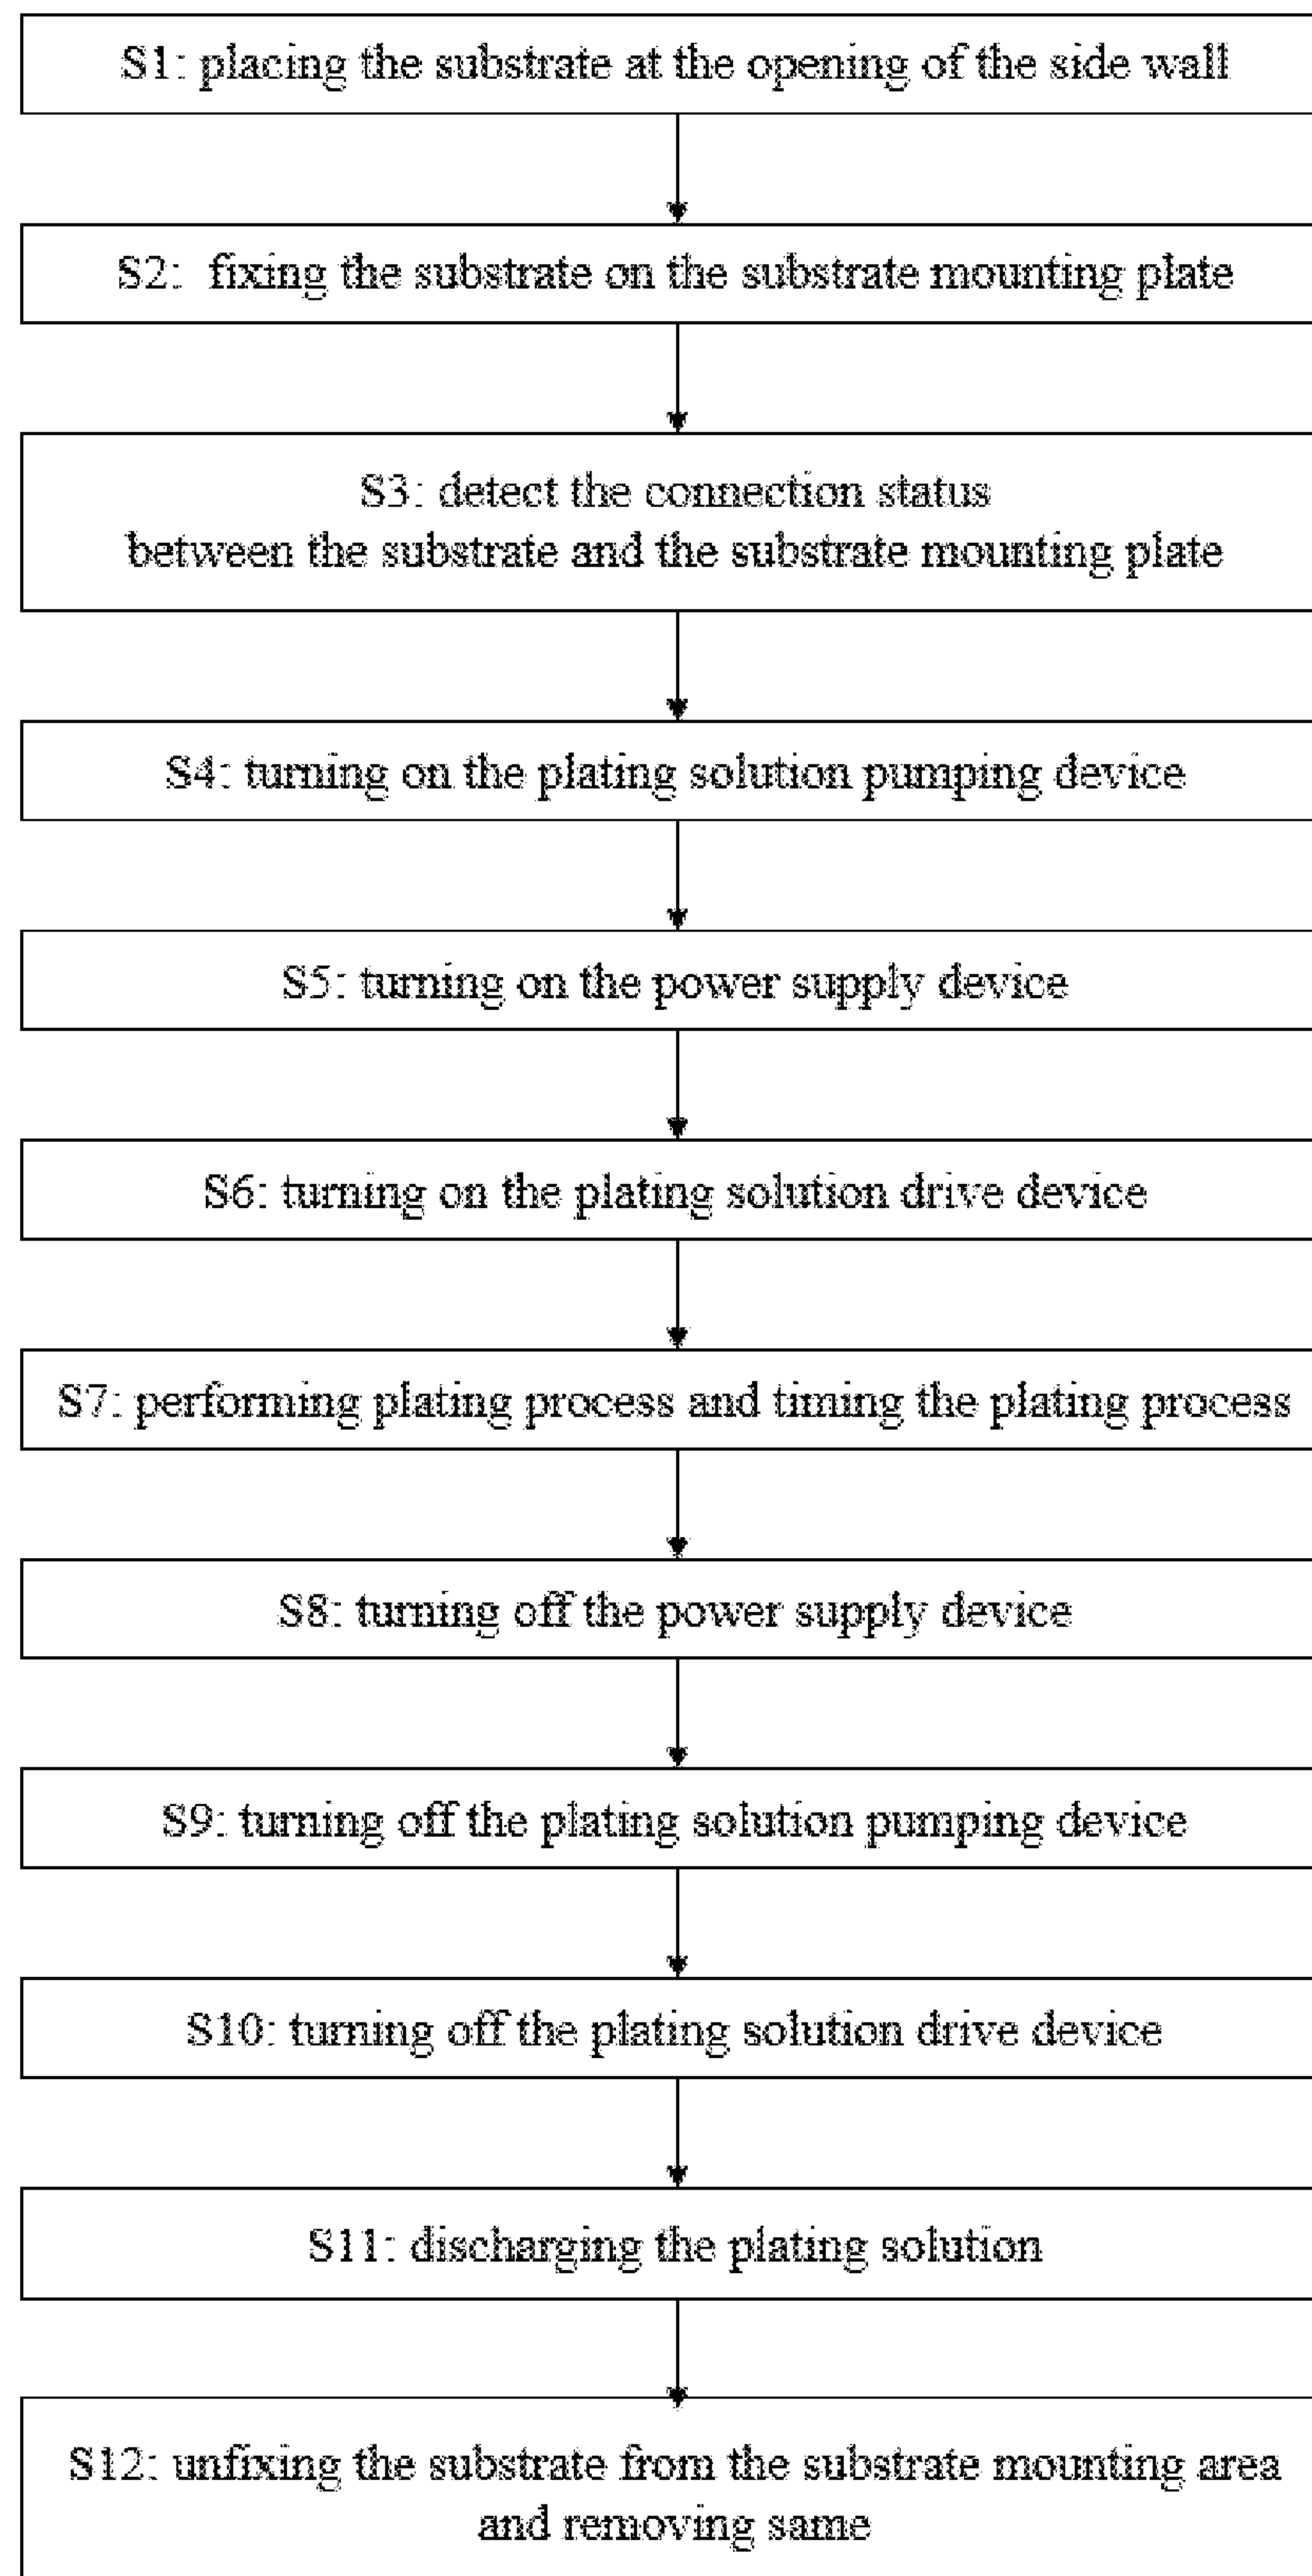 S1: placing the substrate at the opening of the side wall
S2: fixing the substrate on the substrate mounting plate
S3: detect the connection status
between the substrate and the substrate mounting plate
S4: turning on the plating solution pumping device
S5: turning on the power supply device
S6: turning on the plating solution drive device
S7: performing plating process and timing the plating process
S8: turning off the power supply device
S9: turning off the plating solution pumping device
S10: turning off the plating solution drive device
S11: discharging the plating solution
S12: unfixing the substrate from the substrate mounting area
and removing same